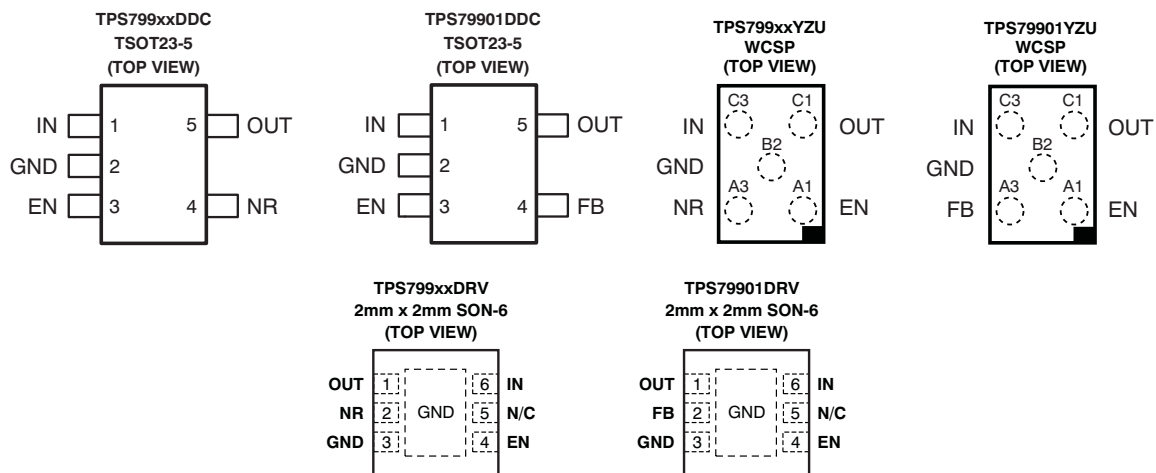 TPS799xxDDC
TSOT23-5
(TOP VIEW)
IN 1 5 OUT
GND 2
EN 3 4 NR
TPS79901DDC
TSOT23-5
(TOP VIEW)
IN 1 5 OUT
GND 2
EN 3 4 FB
TPS799xxYZU
WCSP
(TOP VIEW)
C3 C1
IN OUT
B2
GND
A3 A1
NR EN
TPS79901YZU
WCSP
(TOP VIEW)
C3 C1
IN OUT
B2
GND
A3 A1
FB EN
TPS799xxDRV
2mm x 2mm SON-6
(TOP VIEW)
OUT 1 6 IN
NR 2 GND 5 N/C
GND 3 4 EN
TPS79901DRV
2mm x 2mm SON-6
(TOP VIEW)
OUT 1 6 IN
FB 2 GND 5 N/C
GND 3 4 EN